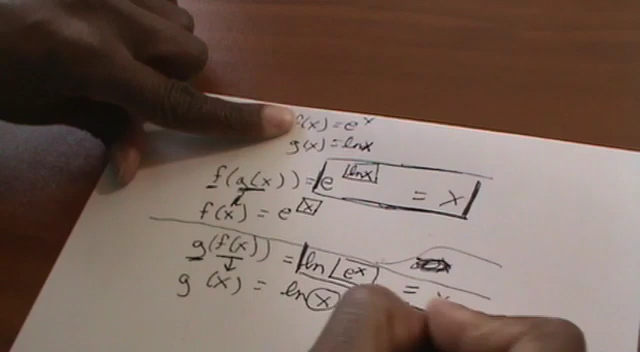 f(x) = e^x
g(x) = lnx
f(g(x)) = e^lnx = x
f(x) = e^x
g(f(x)) = ln(e^x) =
g(x) = ln(x)